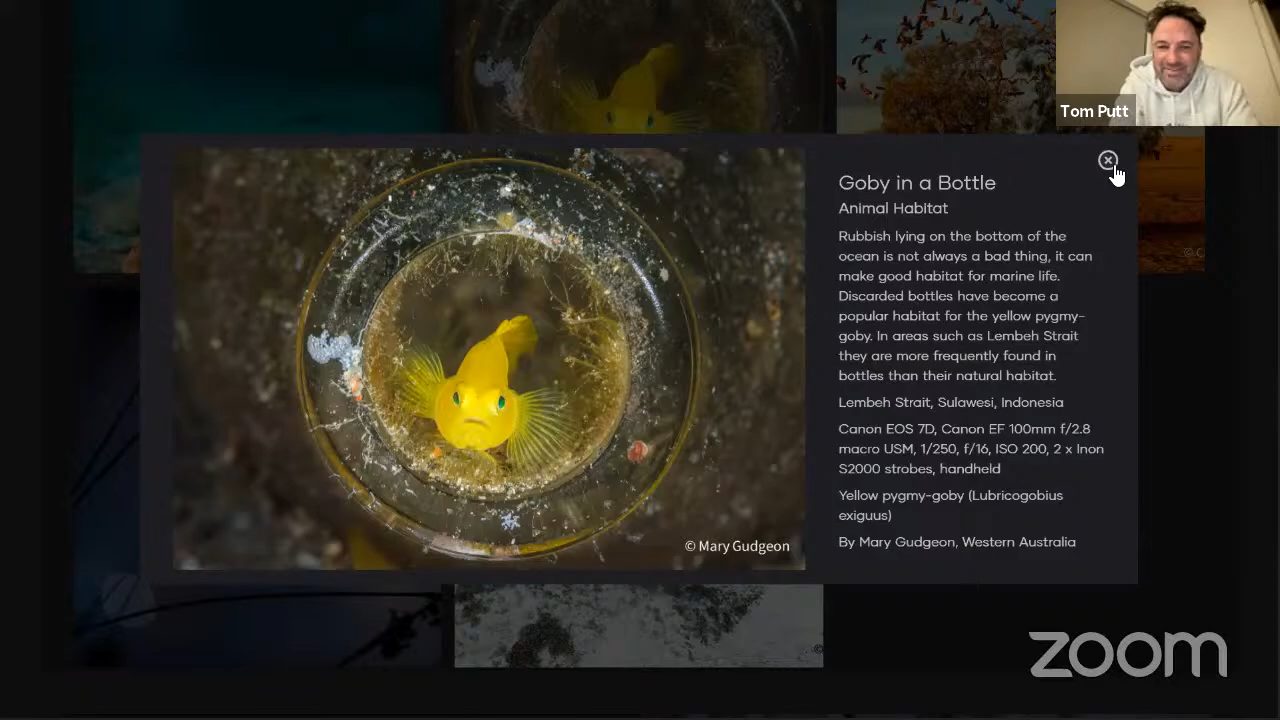 Tom Putt
Goby in a Bottle
Animal Habitat
Rubbish lying on the bottom of the
ocean is not always a bad thing, it can
make good habitat for marine life.
Discarded bottles have become a
popular habitat for the yellow pygmy-
goby. In areas such as Lembeh Strait
they are more frequently found in
bottles than their natural habitat.
Lembeh Strait, Sulawesi, Indonesia
Canon EOS 7D, Canon EF 100mm f/2.8
macro USM, 1/250, f/16, ISO 200, 2 x Inon
S2000 strobes, handheld
Yellow pygmy-goby (Lubricogobius
exiguus)
By Mary Gudgeon, Western Australia
© Mary Gudgeon
© C
zoom